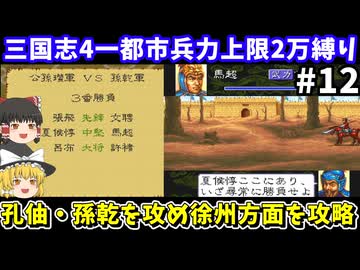 三国志4一都市兵力上限2万縛り
#12
公孫瓚軍 VS 孫乾軍
3番勝負
張飛 先鋒 文聘
夏侯惇 中堅 馬超
呂布 大将 許褚
馬超 武力
夏侯惇ここにあり、
いざ尋常に勝負せよ
孔伷・孫乾を攻め徐州方面を攻略